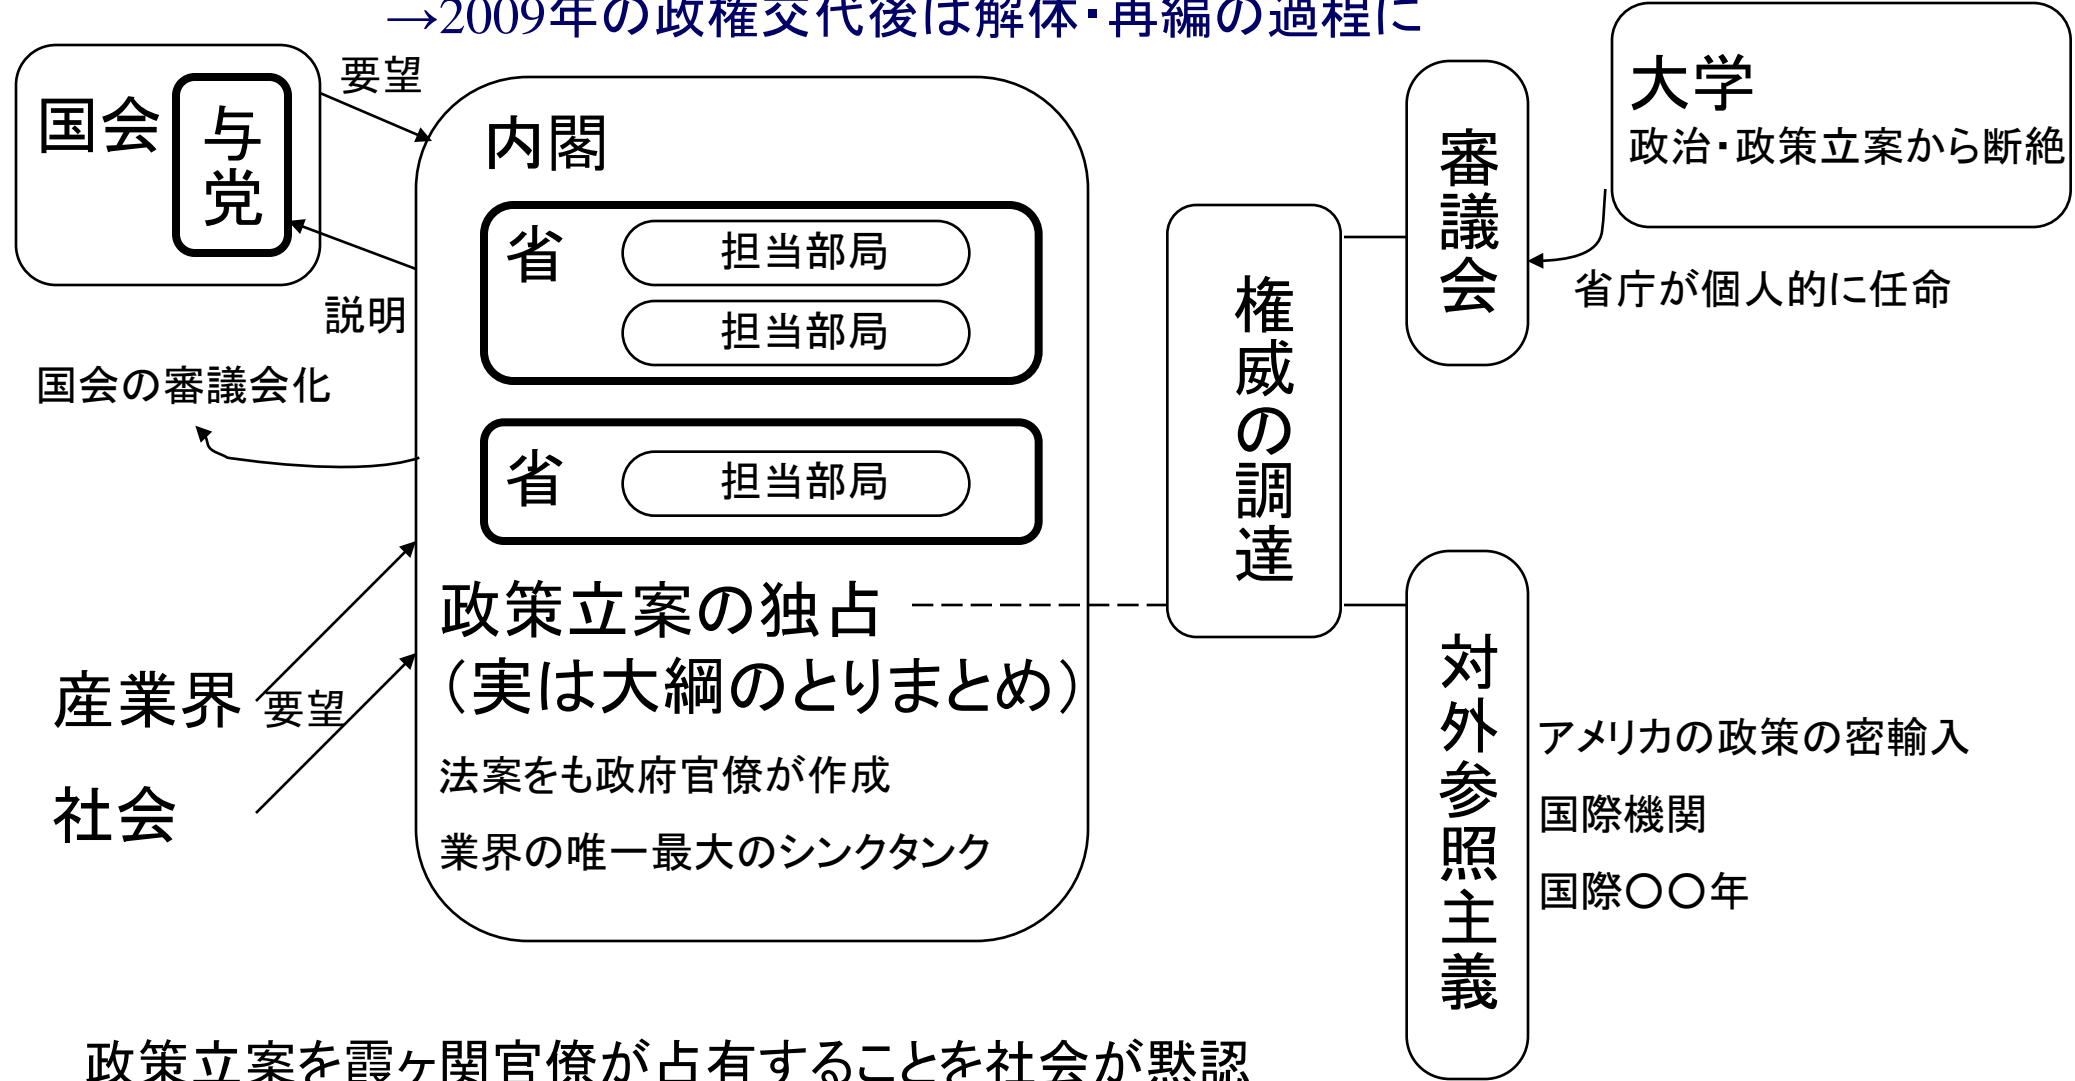 →2009年の政権交代後は解体・再編の過程に
国会
与党
要望
説明
国会の審議会化
内閣
省
担当部局
担当部局
省
担当部局
政策立案の独占
（実は大綱のとりまとめ）
法案をも政府官僚が作成
業界の唯一最大のシンクタンク
産業界
要望
社会
権威の調達
審議会
大学
政治・政策立案から断絶
省庁が個人的に任命
対外参照主義
アメリカの政策の密輸入
国際機関
国際〇〇年
政策立案を霞ヶ関官僚が占有することを社会が黙認